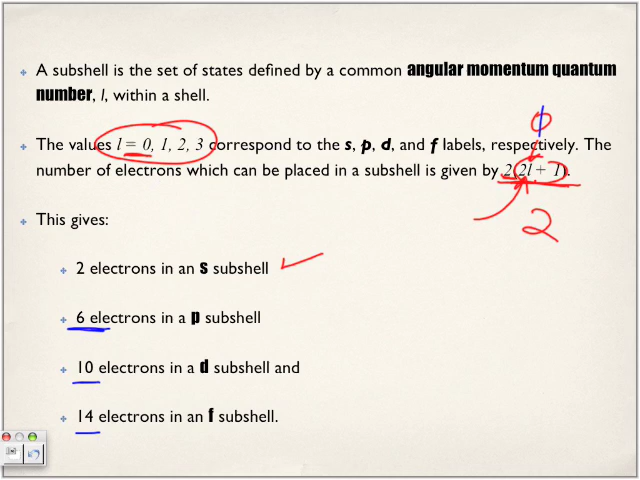 A subshell is the set of states defined by a common angular momentum quantum
number, l, within a shell.
The values l = 0, 1, 2, 3 correspond to the s, p, d, and f labels, respectively. The
number of electrons which can be placed in a subshell is given by 2(2l + 1).
0
2
This gives:
2 electrons in an s subshell
6 electrons in a p subshell
10 electrons in a d subshell and
14 electrons in an f subshell.